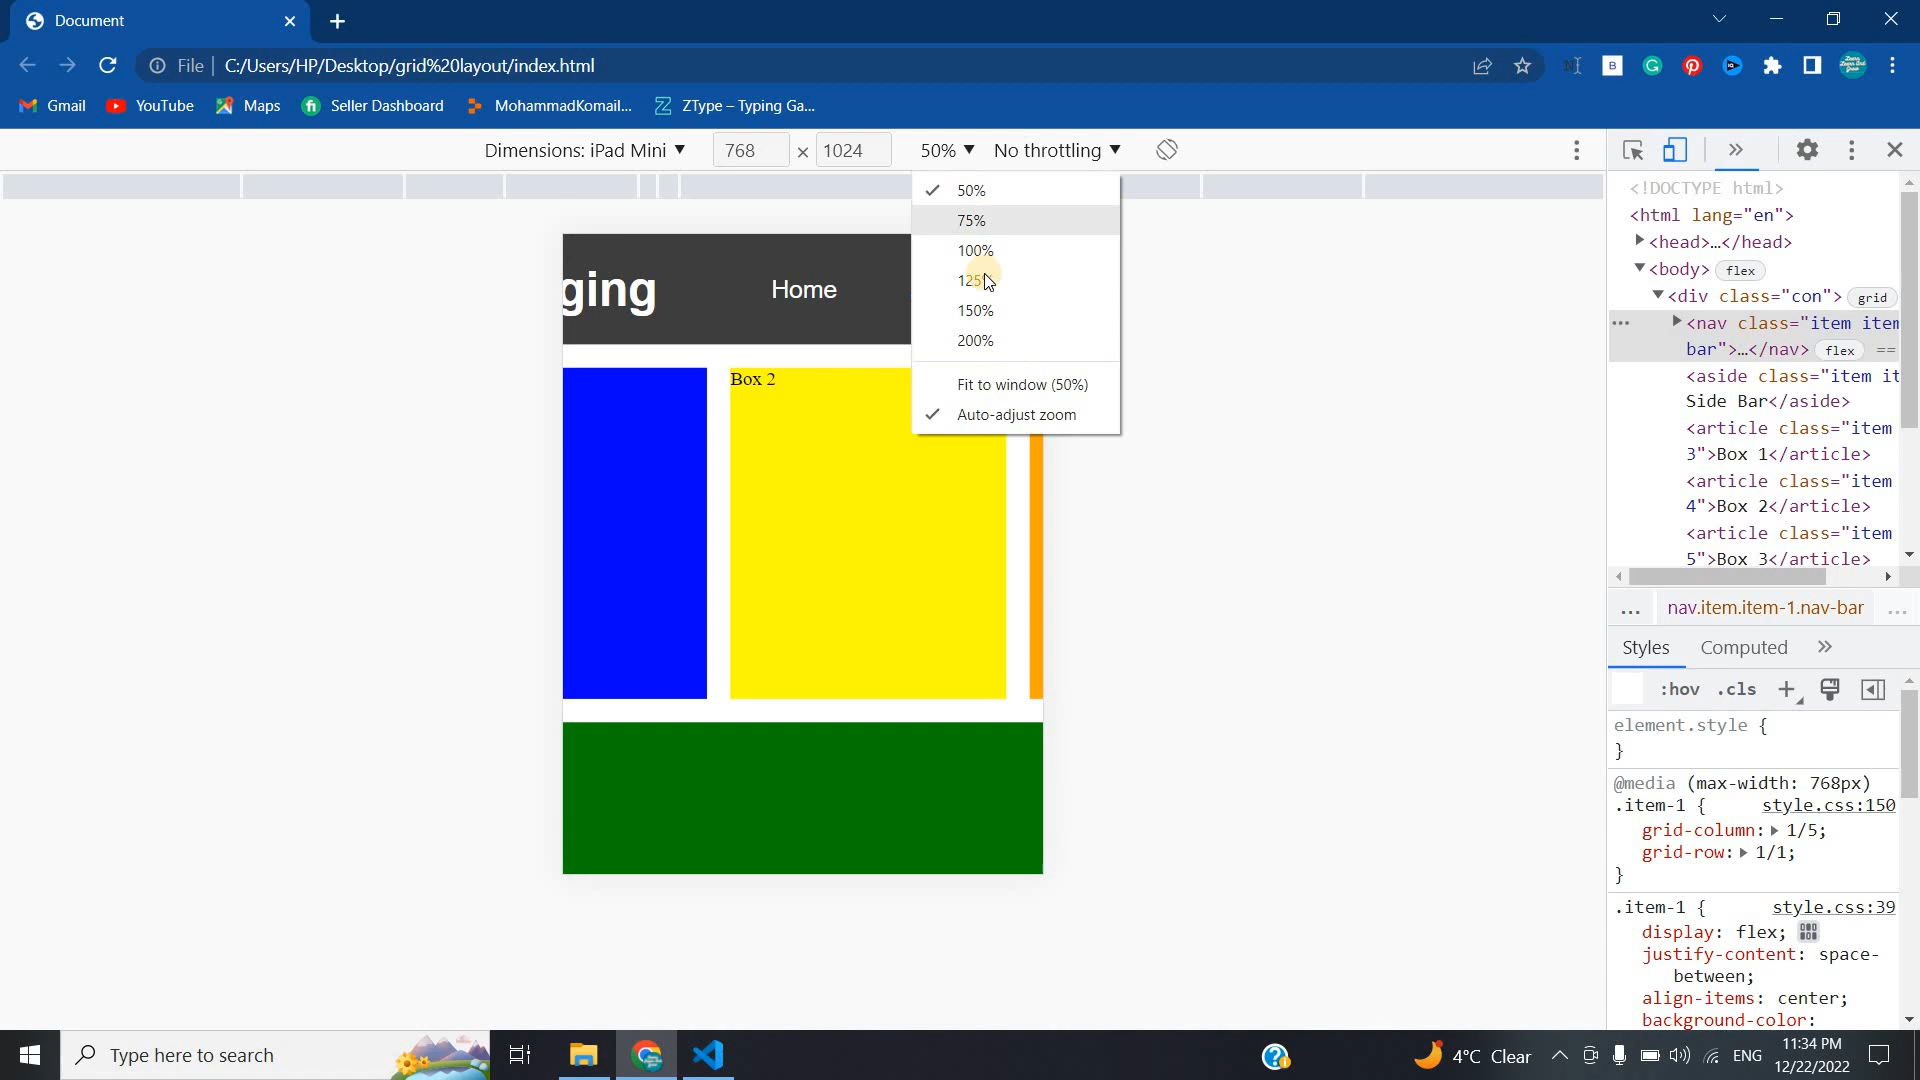 Document
File
C:/Users/HP/Desktop/grid%20layout/index.html
Gmail
YouTube
Maps
Seller Dashboard
MohammadKomail...
ZType – Typing Ga...
Dimensions: iPad Mini
768 × 1024
50%
No throttling
50%
75%
100%
125%
150%
200%
Fit to window (50%)
Auto-adjust zoom
ging
Home
Box 2
<!DOCTYPE html>
<html lang="en">
<head>…</head>
<body> flex
<div class="con"> grid
<nav class="item item
bar">…</nav> flex ==
<aside class="item it
Side Bar</aside>
<article class="item
3">Box 1</article>
<article class="item
4">Box 2</article>
<article class="item
5">Box 3</article>
... nav.item.item-1.nav-bar ...
Styles Computed
:hov .cls
element.style {
}
@media (max-width: 768px)
.item-1 { style.css:150
grid-column: 1/5;
grid-row: 1/1;
}
.item-1 { style.css:39
display: flex;
justify-content: space-
between;
align-items: center;
background-color:
Type here to search
4°C Clear
ENG
11:34 PM
12/22/2022